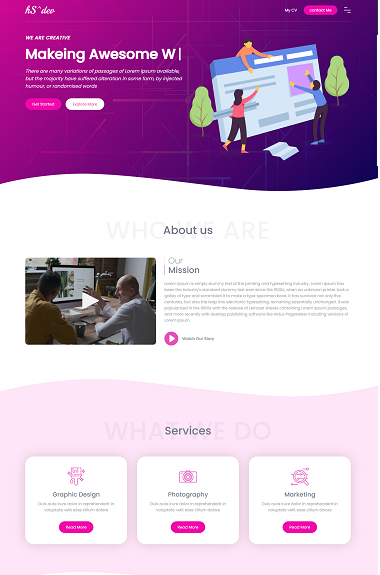 hS^dev
My CV
Contact Me
WE ARE CREATIVE
Makeing Awesome W|
There are many variations of passages of Lorem Ipsum available,
but the majority have suffered alteration in some form, by injected
humour, or randomised words
Get Started
Explore More
WHO WE ARE
About us
Our
Mission
Lorem Ipsum is simply dummy text of the printing and typesetting industry. Lorem Ipsum has
been the industry's standard dummy text ever since the 1500s, when an unknown printer took a
galley of type and scrambled it to make a type specimen book. It has survived not only five
centuries, but also the leap into electronic typesetting, remaining essentially unchanged. It was
popularised in the 1960s with the release of Letraset sheets containing Lorem Ipsum passages,
and more recently with desktop publishing software like Aldus PageMaker including versions of
Lorem Ipsum.
Watch Our Story
WHAT WE DO
Services
Graphic Design
Duis aute irure dolor in reprehenderit in
voluptate velit esse cillum dolore
Read More
Photography
Duis aute irure dolor in reprehenderit in
voluptate velit esse cillum dolore
Read More
Marketing
Duis aute irure dolor in reprehenderit in
voluptate velit esse cillum dolore
Read More